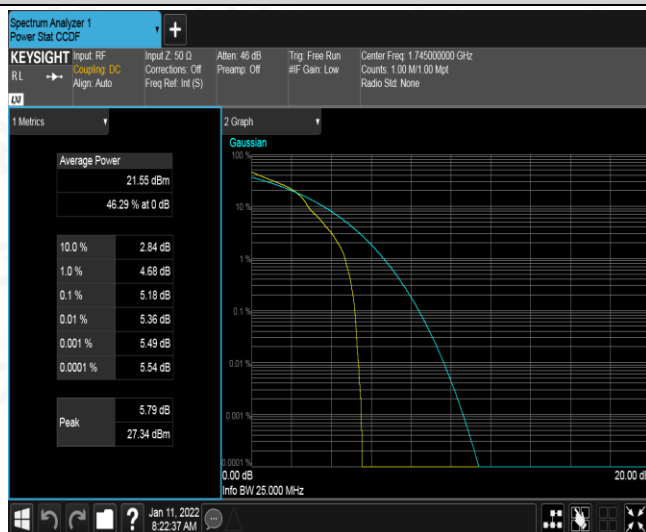 Spectrum Analyzer 1
Power Stat CCDF
KEYSIGHT
RL
LXI
Input: RF
Coupling: DC
Align: Auto
Input Z: 50 Ω
Corrections: Off
Freq Ref: Int (S)
Atten: 46 dB
Preamp: Off
Trig: Free Run
#IF Gain: Low
Center Freq: 1.745000000 GHz
Counts: 1.00 M/1.00 Mpt
Radio Std: None
1 Metrics
Average Power
21.55 dBm
46.29 % at 0 dB
10.0 % 2.84 dB
1.0 % 4.68 dB
0.1 % 5.18 dB
0.01 % 5.36 dB
0.001 % 5.49 dB
0.0001 % 5.54 dB
Peak
5.79 dB
27.34 dBm
2 Graph
Gaussian
100 %
10 %
1 %
0.1 %
0.01 %
0.001 %
0.0001 %
0.00 dB
20.00 dB
Info BW 25.000 MHz
?
Jan 11, 2022
8:22:37 AM